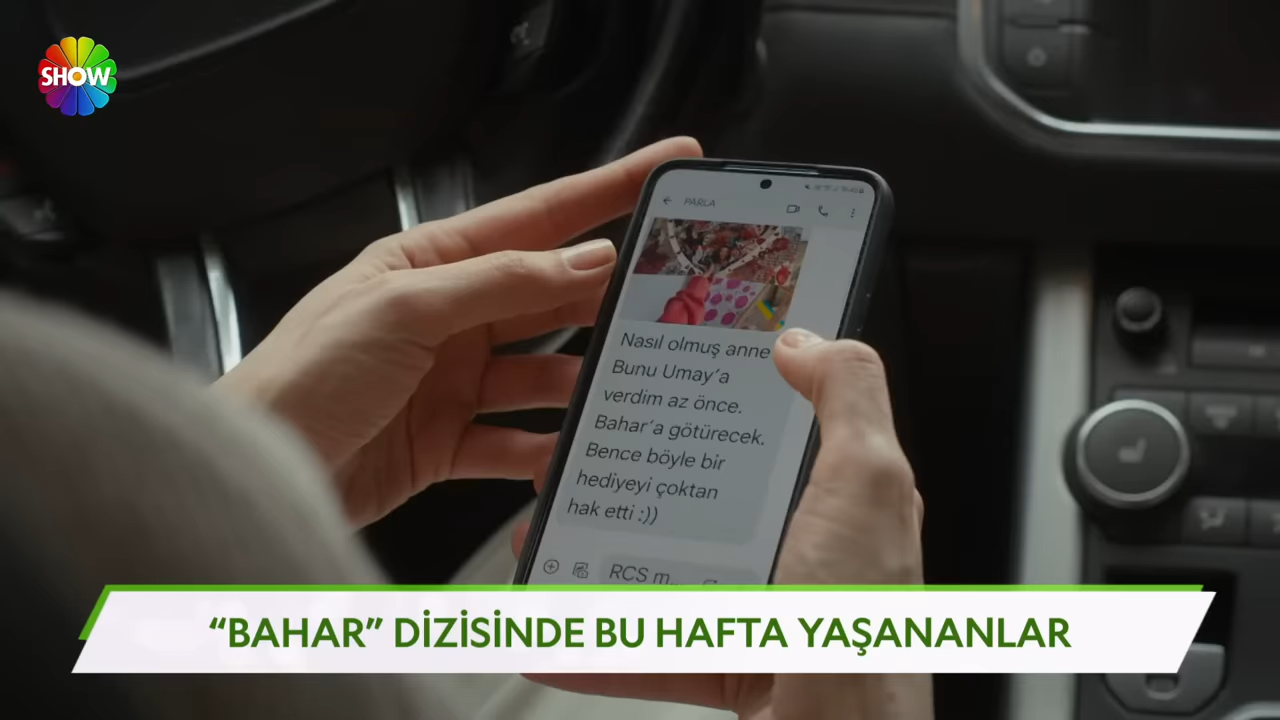 SHOW
PARLA
Nasıl olmuş anne
Bunu Umay'a
verdim az önce.
Bahar'a götürecek.
Bence böyle bir
hediyeyi çoktan
hak etti :))
RCS m...
“BAHAR” DİZİSİNDE BU HAFTA YAŞANANLAR